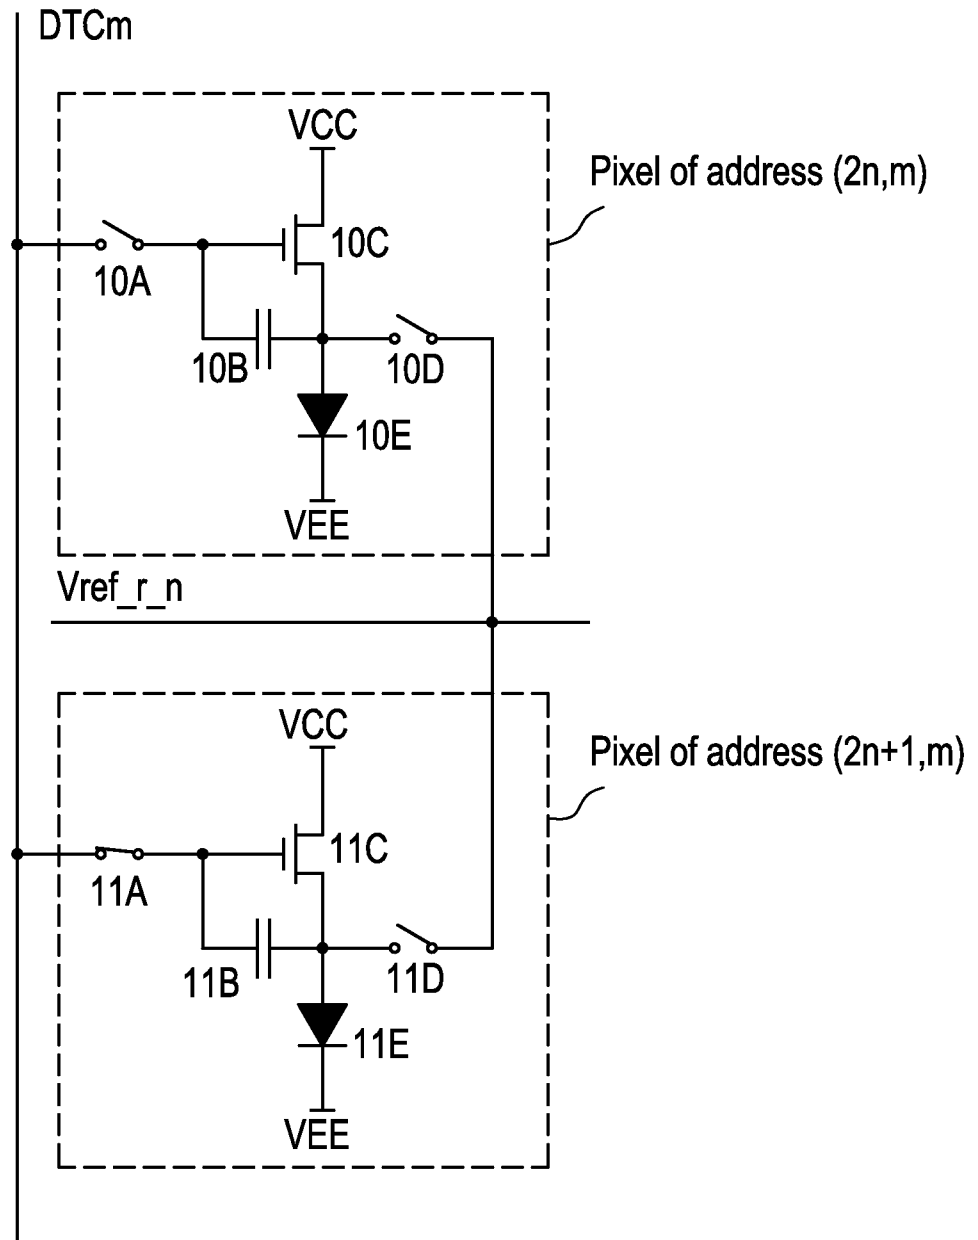 DTCm
VCC
Pixel of address (2n,m)
10C
10A
10B
10D
10E
VEE
Vref_r_n
VCC
Pixel of address (2n+1,m)
11C
11A
11B
11D
11E
VEE